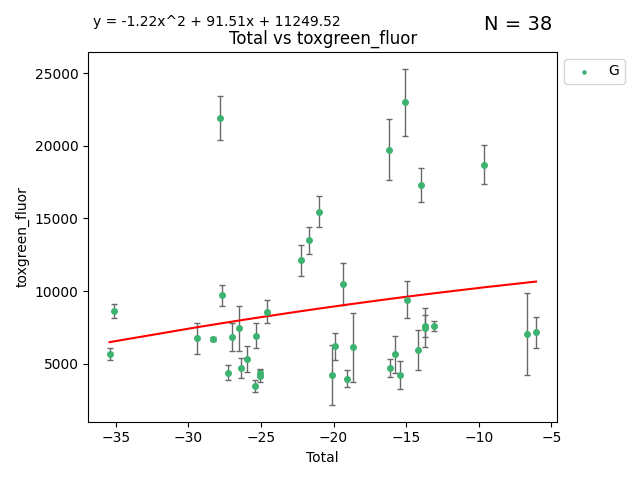 y = -1.22x^2 + 91.51x + 11249.52
N = 38
Total vs toxgreen_fluor
G
toxgreen_fluor
25000
20000
15000
10000
5000
−35
−30
−25
−20
−15
−10
−5
Total